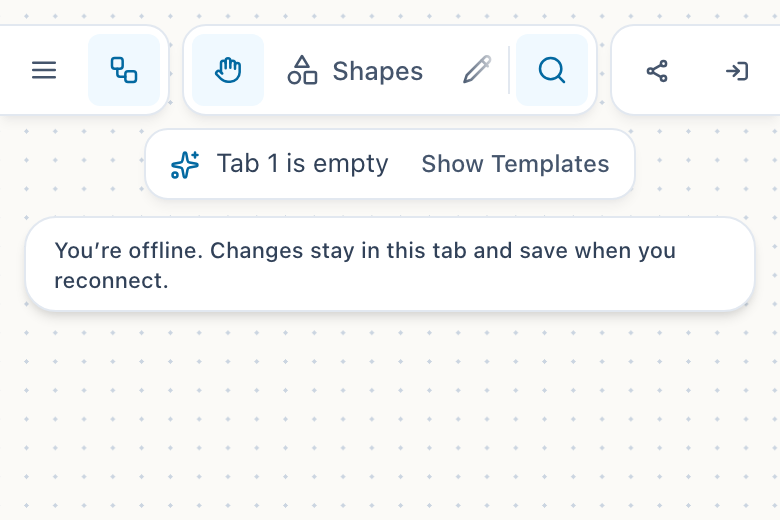 Shapes
Tab 1 is empty Show Templates
You’re offline. Changes stay in this tab and save when you
reconnect.